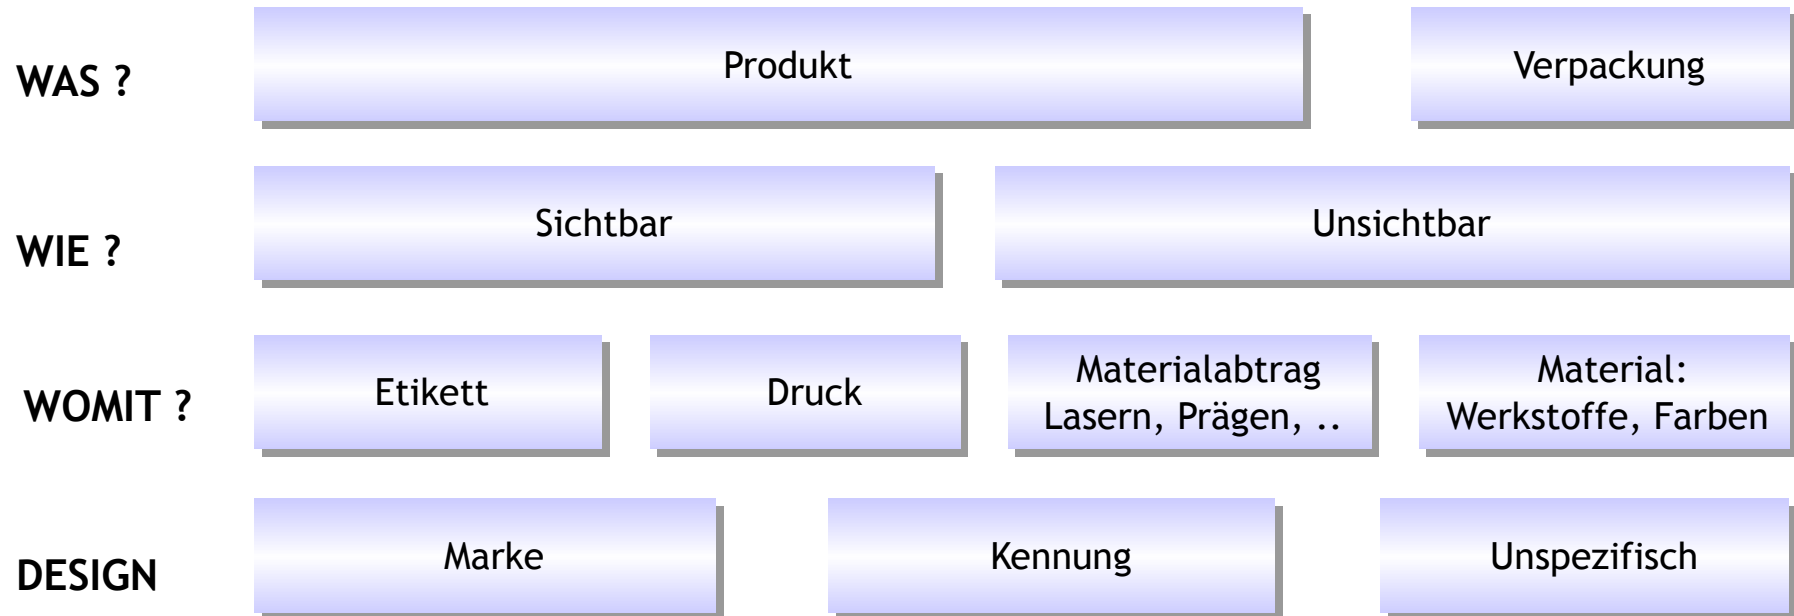 WAS ?
Produkt
Verpackung
WIE ?
Sichtbar
Unsichtbar
WOMIT ?
Etikett
Druck
Materialabtrag
Lasern, Prägen, ..
Material:
Werkstoffe, Farben
DESIGN
Marke
Kennung
Unspezifisch